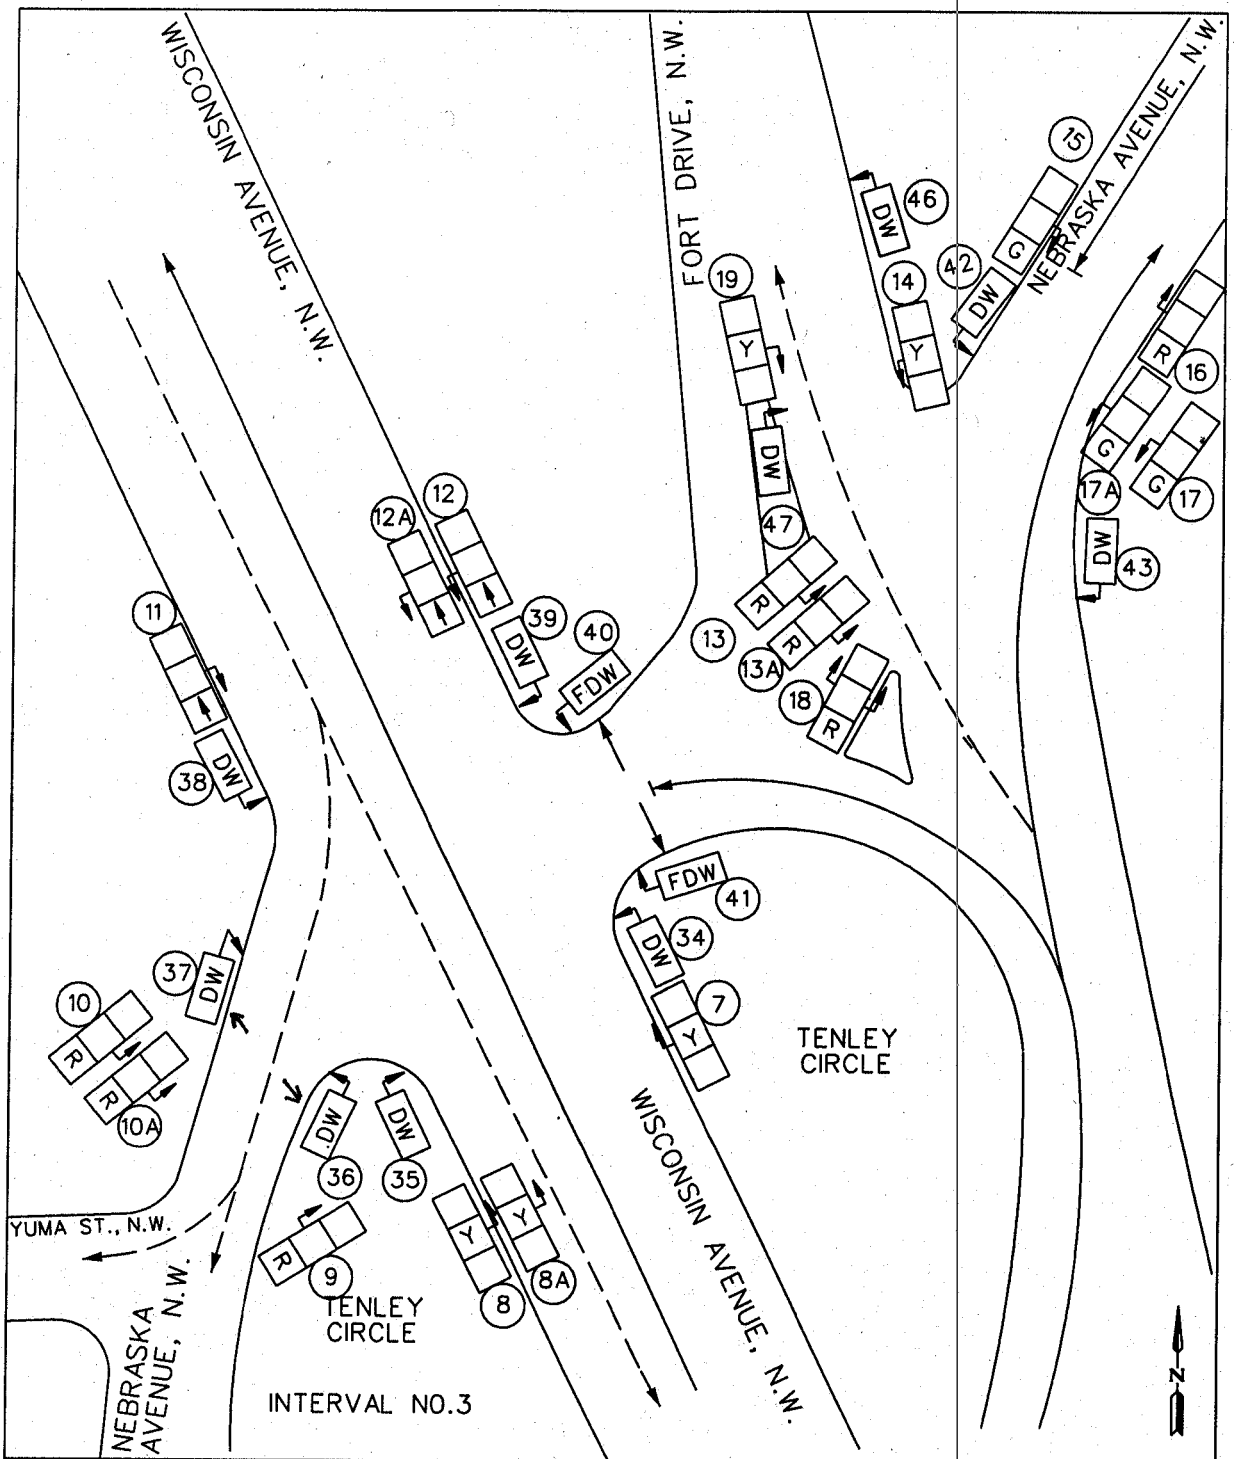 WISCONSIN AVENUE, N.W.
FORT DRIVE, N.W.
NEBRASKA AVENUE, N.W.
15
46
DW
G
42
DW
19
14
Y
Y
R
16
G
17A
G
17
DW
47
DW
43
12
12A
39
DW
40
FDW
R
13
R
13A
18
R
11
DW
38
FDW
41
34
DW
7
Y
37
DW
10
R
R
10A
TENLEY
CIRCLE
DW
36
DW
35
WISCONSIN AVENUE, N.W.
YUMA ST., N.W.
R
9
Y
8
Y
8A
TENLEY
CIRCLE
NEBRASKA
AVENUE, N.W.
INTERVAL NO.3
N